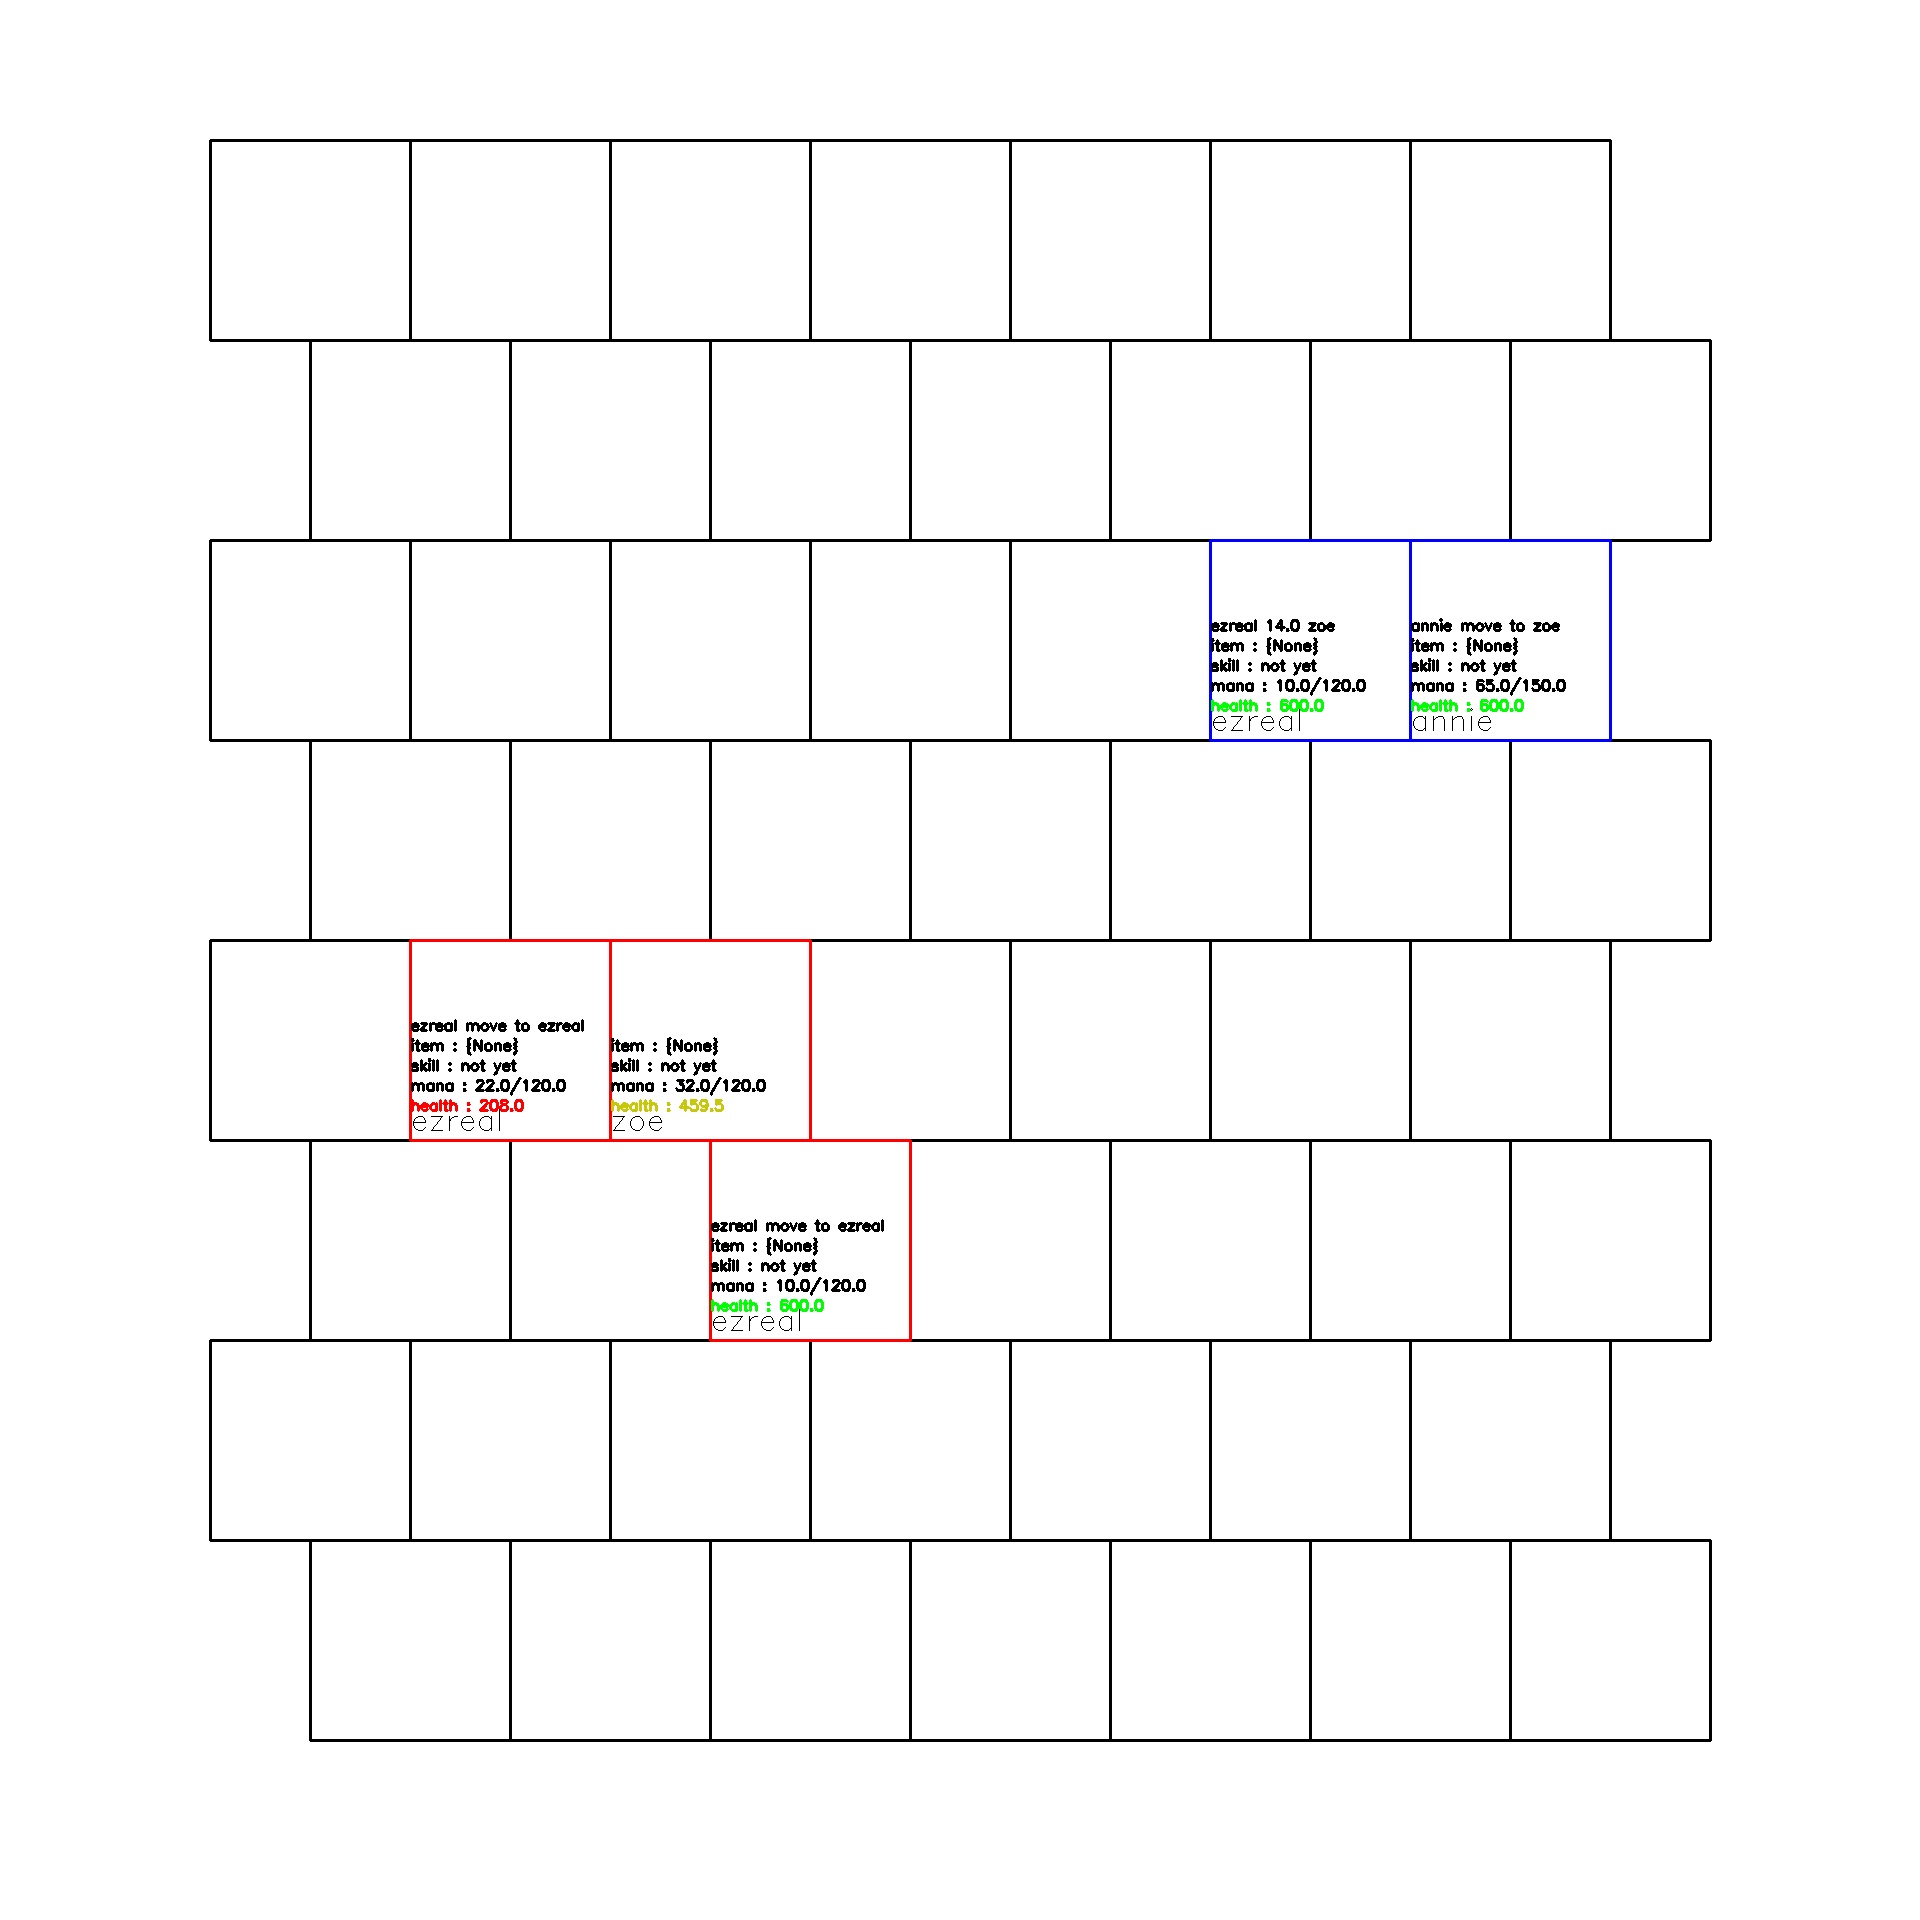 ezreal 14.0 zoe
item : {None}
skill : not yet
mana : 10.0/120.0
health : 600.0
ezreal
annie move to zoe
item : {None}
skill : not yet
mana : 65.0/150.0
health : 600.0
annie
ezreal move to ezreal
item : {None}
skill : not yet
mana : 22.0/120.0
health : 208.0
ezreal
item : {None}
skill : not yet
mana : 32.0/120.0
health : 459.5
zoe
ezreal move to ezreal
item : {None}
skill : not yet
mana : 10.0/120.0
health : 600.0
ezreal